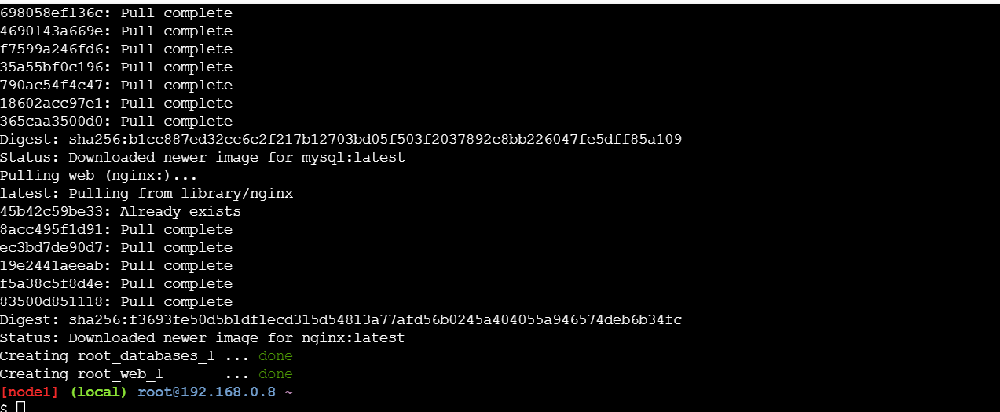 698058ef136c: Pull complete
4690143a669e: Pull complete
f7599a246fd6: Pull complete
35a55bf0c196: Pull complete
790ac54f4c47: Pull complete
18602acc97e1: Pull complete
365caa3500d0: Pull complete
Digest: sha256:b1cc887ed32cc6c2f217b12703bd05f503f2037892c8bb226047fe5dff85a109
Status: Downloaded newer image for mysql:latest
Pulling web (nginx:)...
latest: Pulling from library/nginx
45b42c59be33: Already exists
8acc495f1d91: Pull complete
ec3bd7de90d7: Pull complete
19e2441aeeab: Pull complete
f5a38c5f8d4e: Pull complete
83500d851118: Pull complete
Digest: sha256:f3693fe50d5b1df1ecd315d54813a77afd56b0245a404055a946574deb6b34fc
Status: Downloaded newer image for nginx:latest
Creating root_databases_1 ... done
Creating root_web_1       ... done
[node1] (local) root@192.168.0.8 ~
$